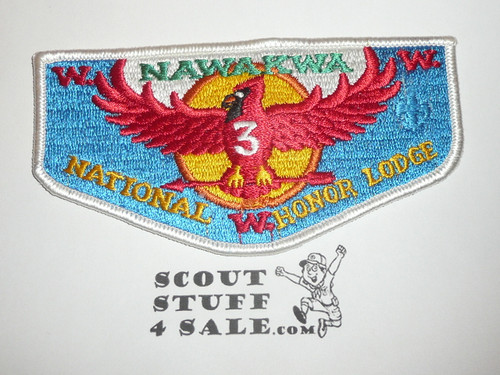 NAWAKWA
W. W. W.
3
NATIONAL HONOR LODGE
SCOUT
STUFF
4 SALE.COM